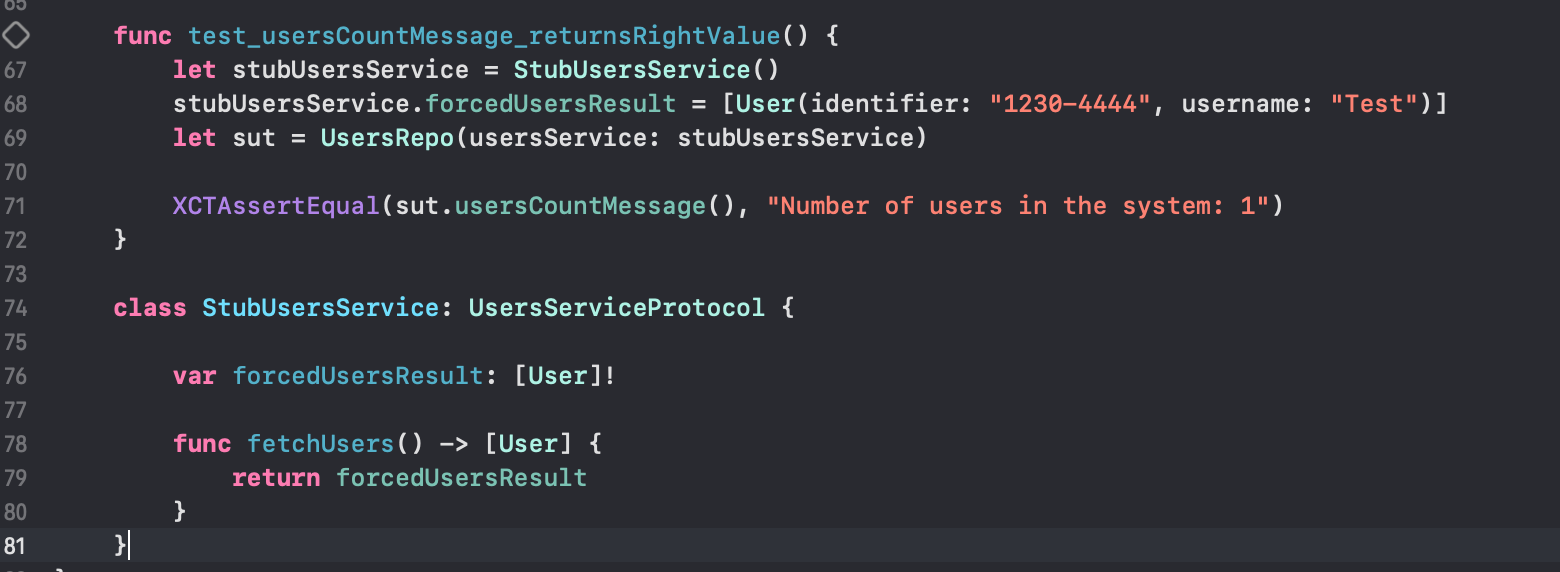 65
func test_usersCountMessage_returnsRightValue() {
67 let stubUsersService = StubUsersService()
68 stubUsersService.forcedUsersResult = [User(identifier: "1230-4444", username: "Test")]
69 let sut = UsersRepo(usersService: stubUsersService)
70
71 XCTAssertEqual(sut.usersCountMessage(), "Number of users in the system: 1")
72 }
73
74 class StubUsersService: UsersServiceProtocol {
75
76 var forcedUsersResult: [User]!
77
78 func fetchUsers() -> [User] {
79 return forcedUsersResult
80 }
81 }